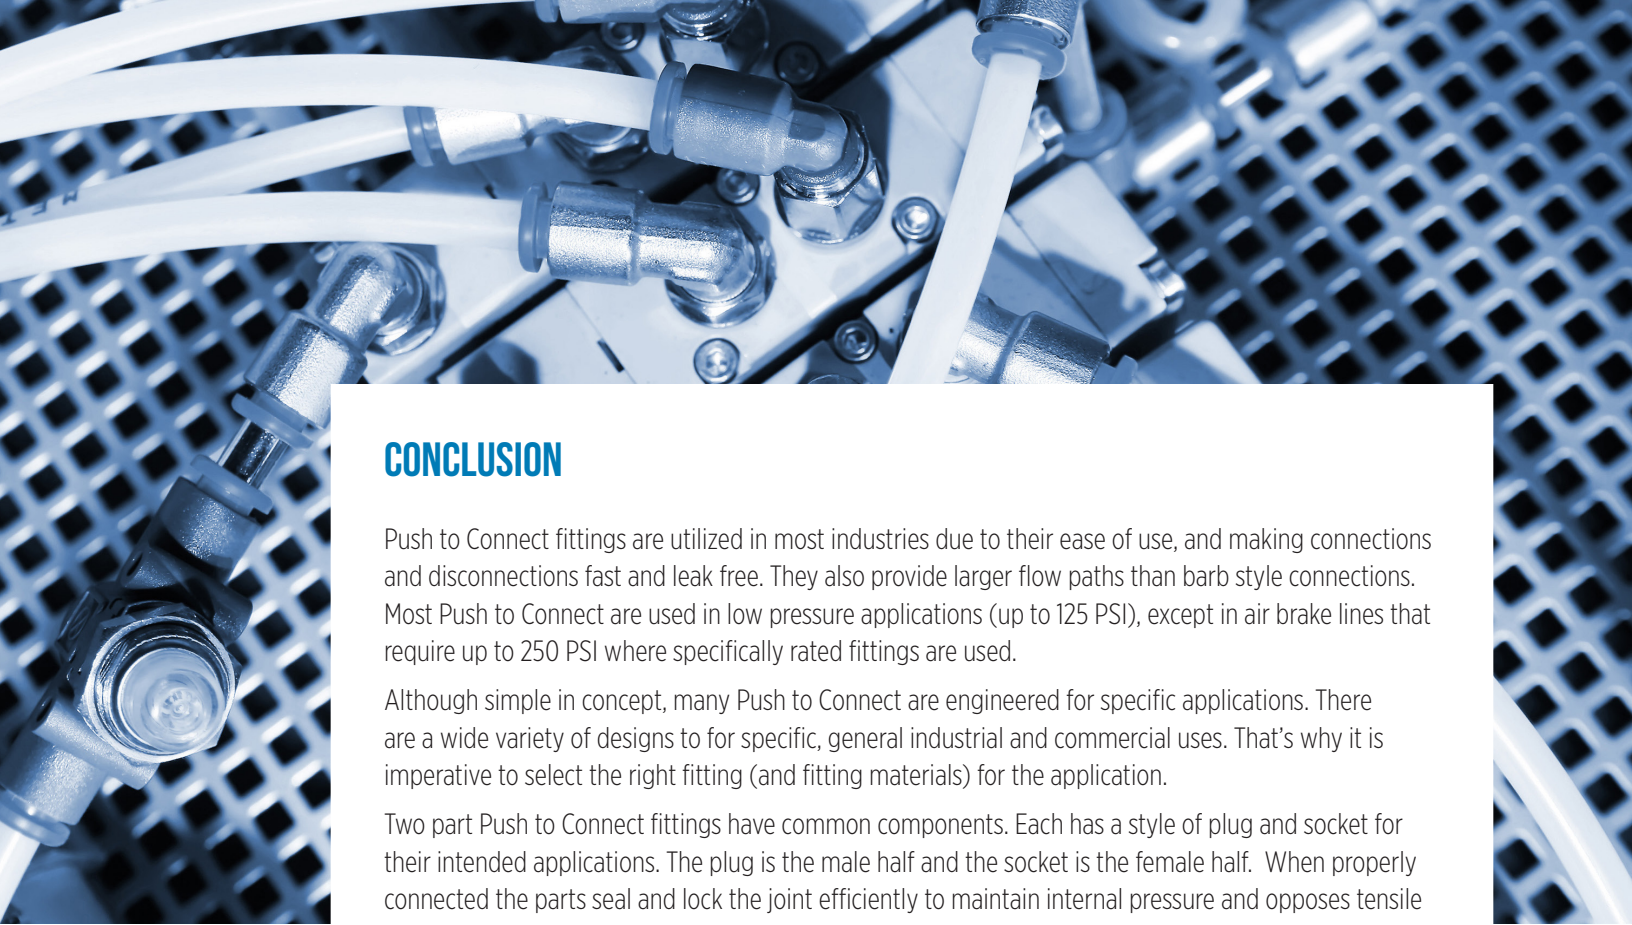 CONCLUSION
Push to Connect fittings are utilized in most industries due to their ease of use, and making connections
and disconnections fast and leak free. They also provide larger flow paths than barb style connections.
Most Push to Connect are used in low pressure applications (up to 125 PSI), except in air brake lines that
require up to 250 PSI where specifically rated fittings are used.
Although simple in concept, many Push to Connect are engineered for specific applications. There
are a wide variety of designs to for specific, general industrial and commercial uses. That’s why it is
imperative to select the right fitting (and fitting materials) for the application.
Two part Push to Connect fittings have common components. Each has a style of plug and socket for
their intended applications. The plug is the male half and the socket is the female half.  When properly
connected the parts seal and lock the joint efficiently to maintain internal pressure and opposes tensile